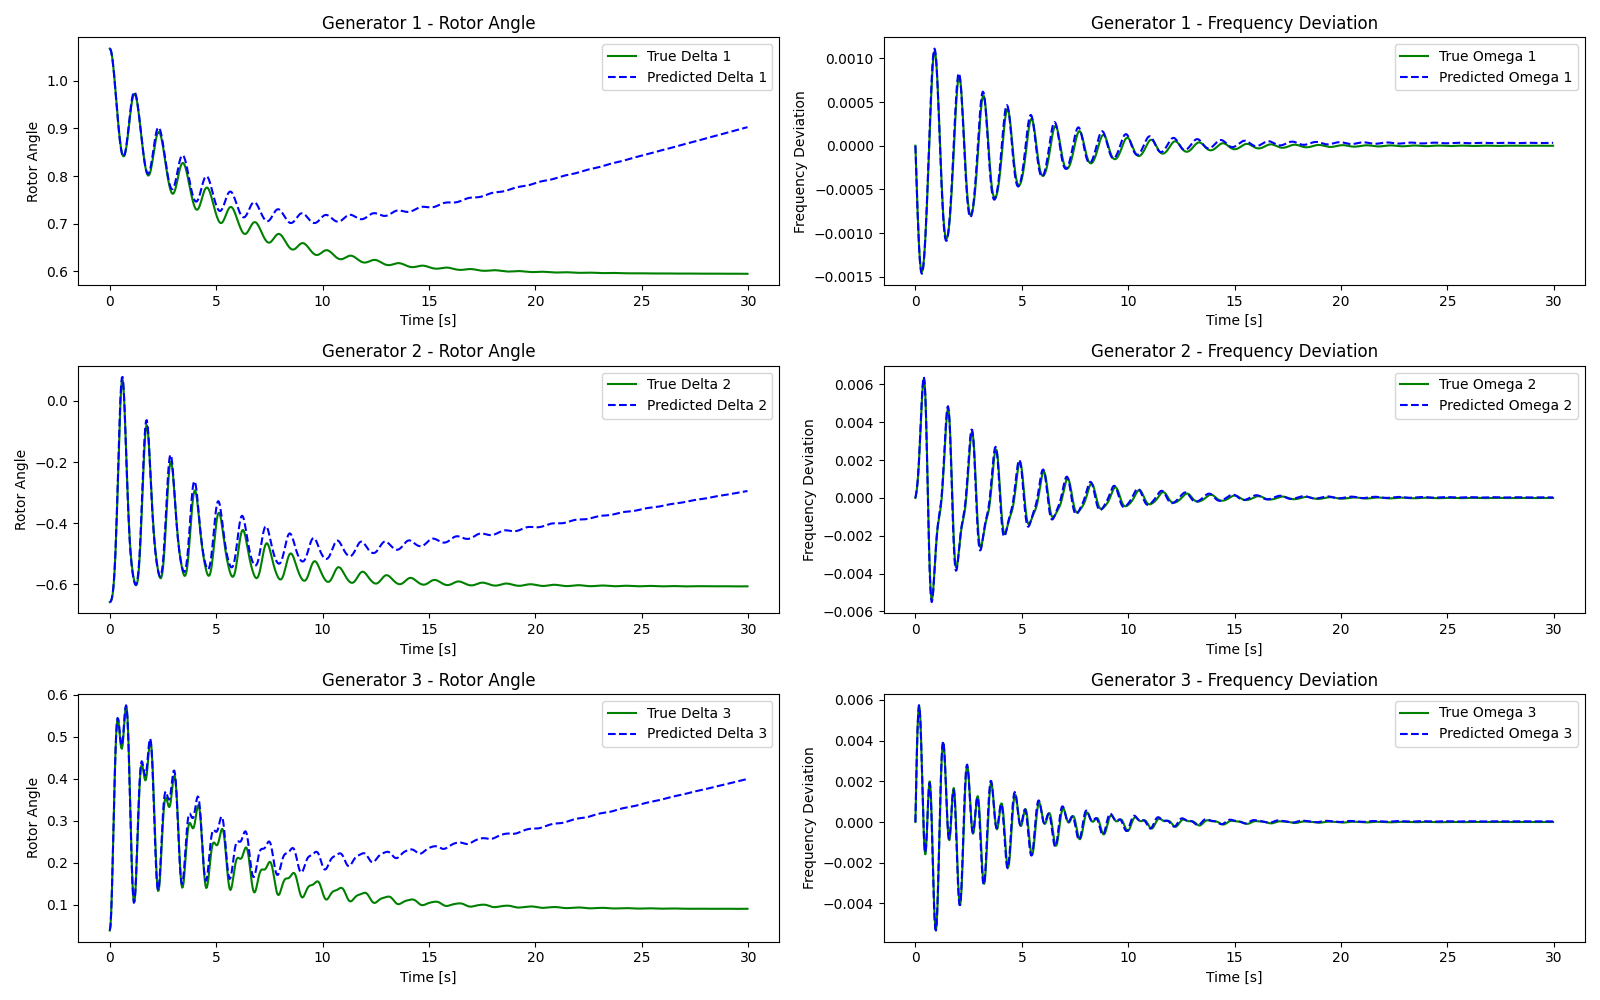 Generator 1 - Rotor Angle
Rotor Angle
1.0
0.9
0.8
0.7
0.6
True Delta 1
Predicted Delta 1
0 5 10 15 20 25 30
Time [s]
Generator 1 - Frequency Deviation
Frequency Deviation
0.0010
0.0005
0.0000
−0.0005
−0.0010
−0.0015
True Omega 1
Predicted Omega 1
0 5 10 15 20 25 30
Time [s]
Generator 2 - Rotor Angle
Rotor Angle
0.0
−0.2
−0.4
−0.6
True Delta 2
Predicted Delta 2
0 5 10 15 20 25 30
Time [s]
Generator 2 - Frequency Deviation
Frequency Deviation
0.006
0.004
0.002
0.000
−0.002
−0.004
−0.006
True Omega 2
Predicted Omega 2
0 5 10 15 20 25 30
Time [s]
Generator 3 - Rotor Angle
Rotor Angle
0.6
0.5
0.4
0.3
0.2
0.1
True Delta 3
Predicted Delta 3
0 5 10 15 20 25 30
Time [s]
Generator 3 - Frequency Deviation
Frequency Deviation
0.006
0.004
0.002
0.000
−0.002
−0.004
True Omega 3
Predicted Omega 3
0 5 10 15 20 25 30
Time [s]